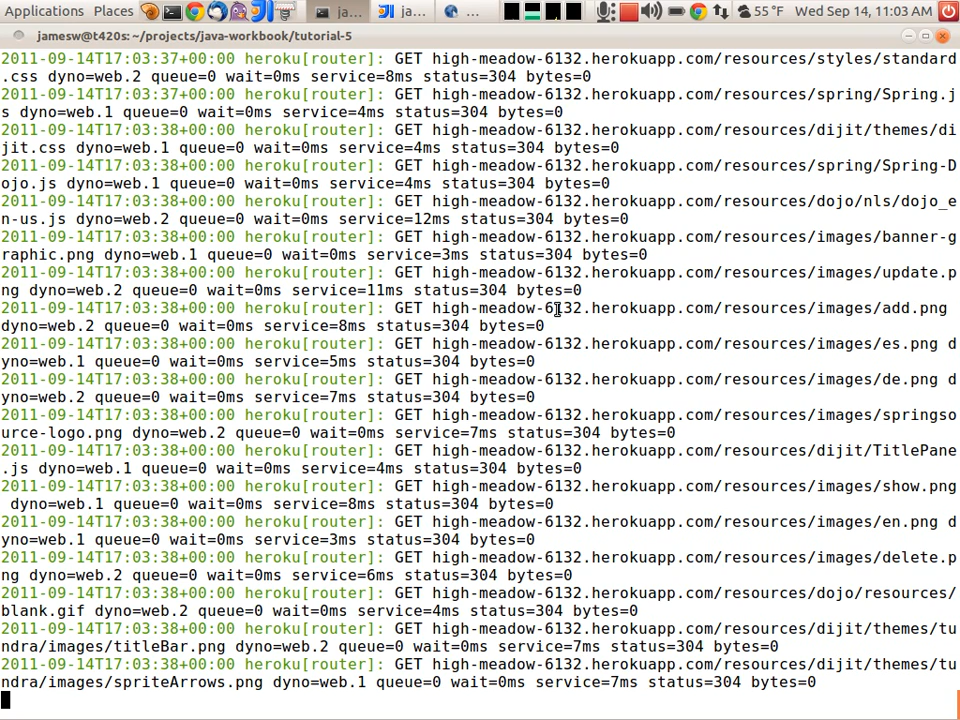 Applications Places ja... ja... ... 55 °F Wed Sep 14, 11:03 AM
jamesw@t420s: ~/projects/java-workbook/tutorial-5
2011-09-14T17:03:37+00:00 heroku[router]: GET high-meadow-6132.herokuapp.com/resources/styles/standard
.css dyno=web.2 queue=0 wait=0ms service=8ms status=304 bytes=0
2011-09-14T17:03:37+00:00 heroku[router]: GET high-meadow-6132.herokuapp.com/resources/spring/Spring.j
s dyno=web.1 queue=0 wait=0ms service=4ms status=304 bytes=0
2011-09-14T17:03:38+00:00 heroku[router]: GET high-meadow-6132.herokuapp.com/resources/dijit/themes/di
jit.css dyno=web.1 queue=0 wait=0ms service=4ms status=304 bytes=0
2011-09-14T17:03:38+00:00 heroku[router]: GET high-meadow-6132.herokuapp.com/resources/spring/Spring-D
ojo.js dyno=web.1 queue=0 wait=0ms service=4ms status=304 bytes=0
2011-09-14T17:03:38+00:00 heroku[router]: GET high-meadow-6132.herokuapp.com/resources/dojo/nls/dojo_e
n-us.js dyno=web.2 queue=0 wait=0ms service=12ms status=304 bytes=0
2011-09-14T17:03:38+00:00 heroku[router]: GET high-meadow-6132.herokuapp.com/resources/images/banner-g
raphic.png dyno=web.1 queue=0 wait=0ms service=3ms status=304 bytes=0
2011-09-14T17:03:38+00:00 heroku[router]: GET high-meadow-6132.herokuapp.com/resources/images/update.p
ng dyno=web.2 queue=0 wait=0ms service=11ms status=304 bytes=0
2011-09-14T17:03:38+00:00 heroku[router]: GET high-meadow-6132.herokuapp.com/resources/images/add.png
dyno=web.2 queue=0 wait=0ms service=8ms status=304 bytes=0
2011-09-14T17:03:38+00:00 heroku[router]: GET high-meadow-6132.herokuapp.com/resources/images/es.png d
yno=web.1 queue=0 wait=0ms service=5ms status=304 bytes=0
2011-09-14T17:03:38+00:00 heroku[router]: GET high-meadow-6132.herokuapp.com/resources/images/de.png d
yno=web.2 queue=0 wait=0ms service=7ms status=304 bytes=0
2011-09-14T17:03:38+00:00 heroku[router]: GET high-meadow-6132.herokuapp.com/resources/images/springso
urce-logo.png dyno=web.2 queue=0 wait=0ms service=7ms status=304 bytes=0
2011-09-14T17:03:38+00:00 heroku[router]: GET high-meadow-6132.herokuapp.com/resources/dijit/TitlePane
.js dyno=web.1 queue=0 wait=0ms service=4ms status=304 bytes=0
2011-09-14T17:03:38+00:00 heroku[router]: GET high-meadow-6132.herokuapp.com/resources/images/show.png
dyno=web.1 queue=0 wait=0ms service=8ms status=304 bytes=0
2011-09-14T17:03:38+00:00 heroku[router]: GET high-meadow-6132.herokuapp.com/resources/images/en.png d
yno=web.1 queue=0 wait=0ms service=3ms status=304 bytes=0
2011-09-14T17:03:38+00:00 heroku[router]: GET high-meadow-6132.herokuapp.com/resources/images/delete.p
ng dyno=web.2 queue=0 wait=0ms service=6ms status=304 bytes=0
2011-09-14T17:03:38+00:00 heroku[router]: GET high-meadow-6132.herokuapp.com/resources/dojo/resources/
blank.gif dyno=web.2 queue=0 wait=0ms service=4ms status=304 bytes=0
2011-09-14T17:03:38+00:00 heroku[router]: GET high-meadow-6132.herokuapp.com/resources/dijit/themes/tu
ndra/images/titleBar.png dyno=web.2 queue=0 wait=0ms service=7ms status=304 bytes=0
2011-09-14T17:03:38+00:00 heroku[router]: GET high-meadow-6132.herokuapp.com/resources/dijit/themes/tu
ndra/images/spriteArrows.png dyno=web.1 queue=0 wait=0ms service=7ms status=304 bytes=0